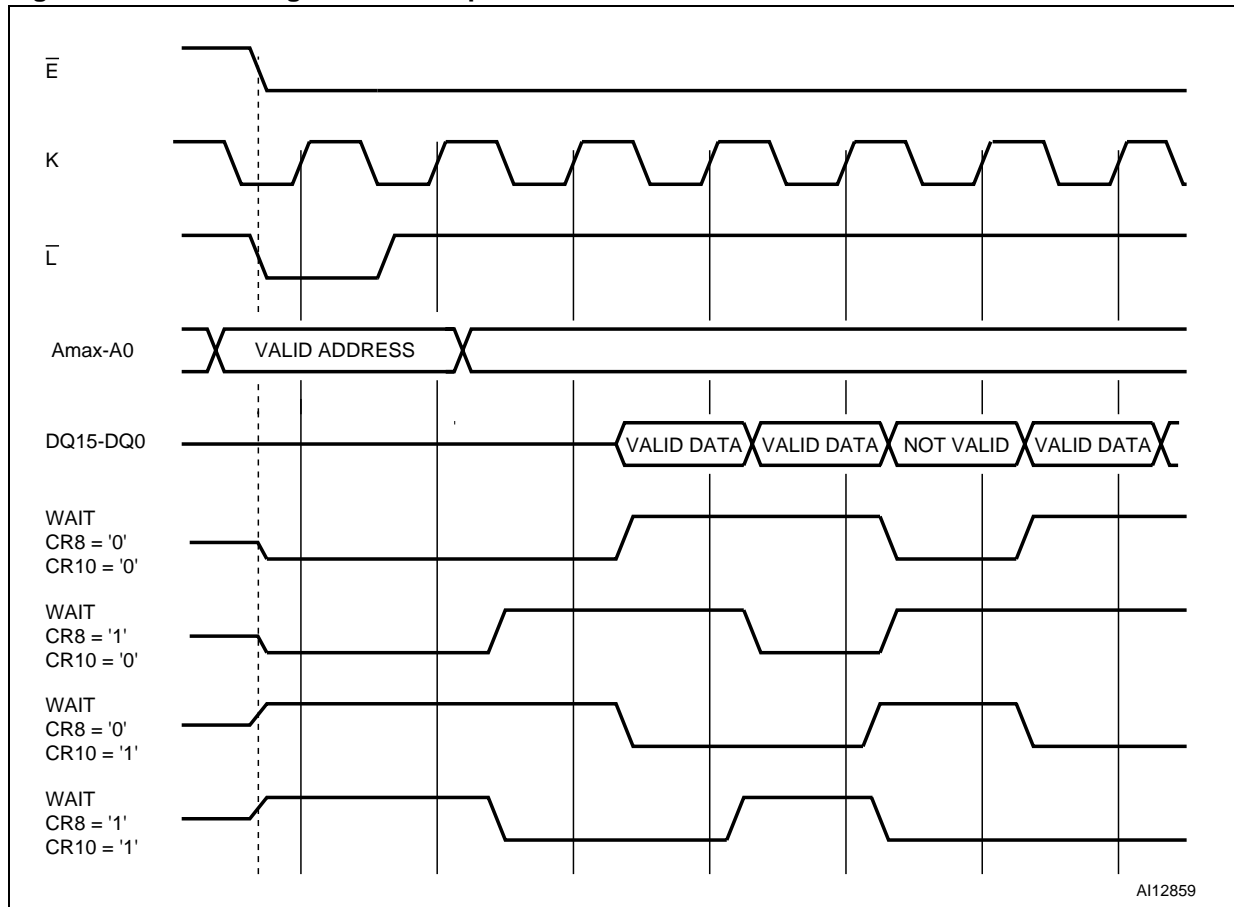 E
K
L
Amax-A0
VALID ADDRESS
DQ15-DQ0
VALID DATA
VALID DATA
NOT VALID
VALID DATA
WAIT
CR8 = '0'
CR10 = '0'
WAIT
CR8 = '1'
CR10 = '0'
WAIT
CR8 = '0'
CR10 = '1'
WAIT
CR8 = '1'
CR10 = '1'
AI12859